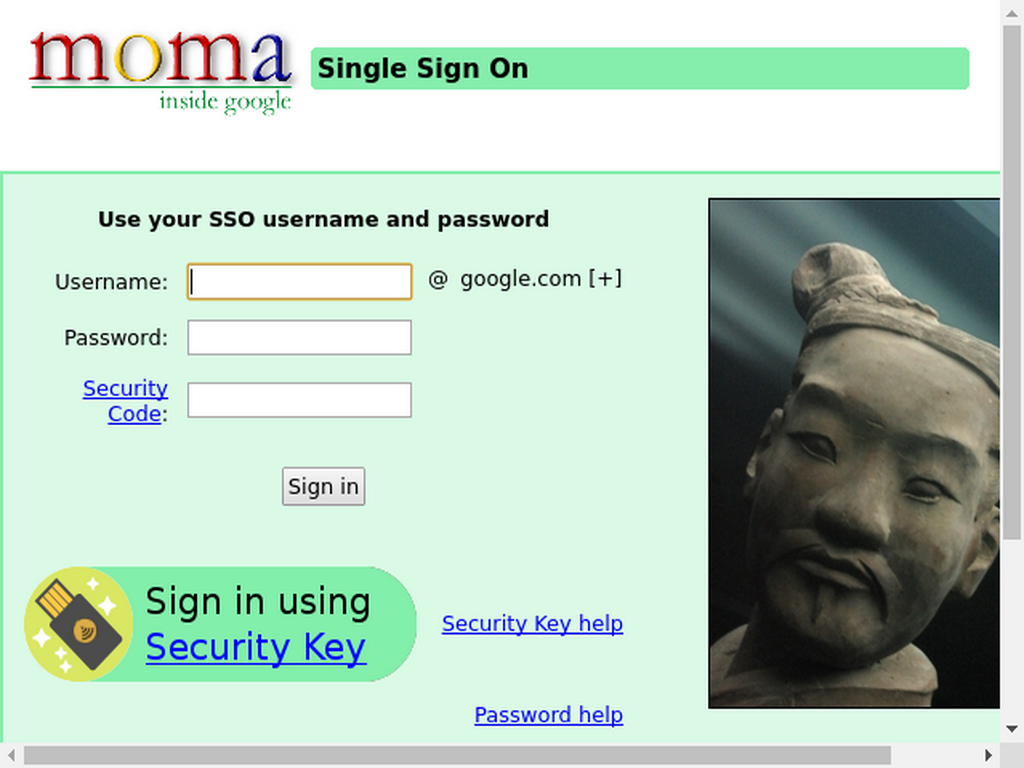 moma
inside google
Single Sign On
Use your SSO username and password
Username:
@ google.com [+]
Password:
Security
Code:
Sign in
Sign in using
Security Key
Security Key help
Password help